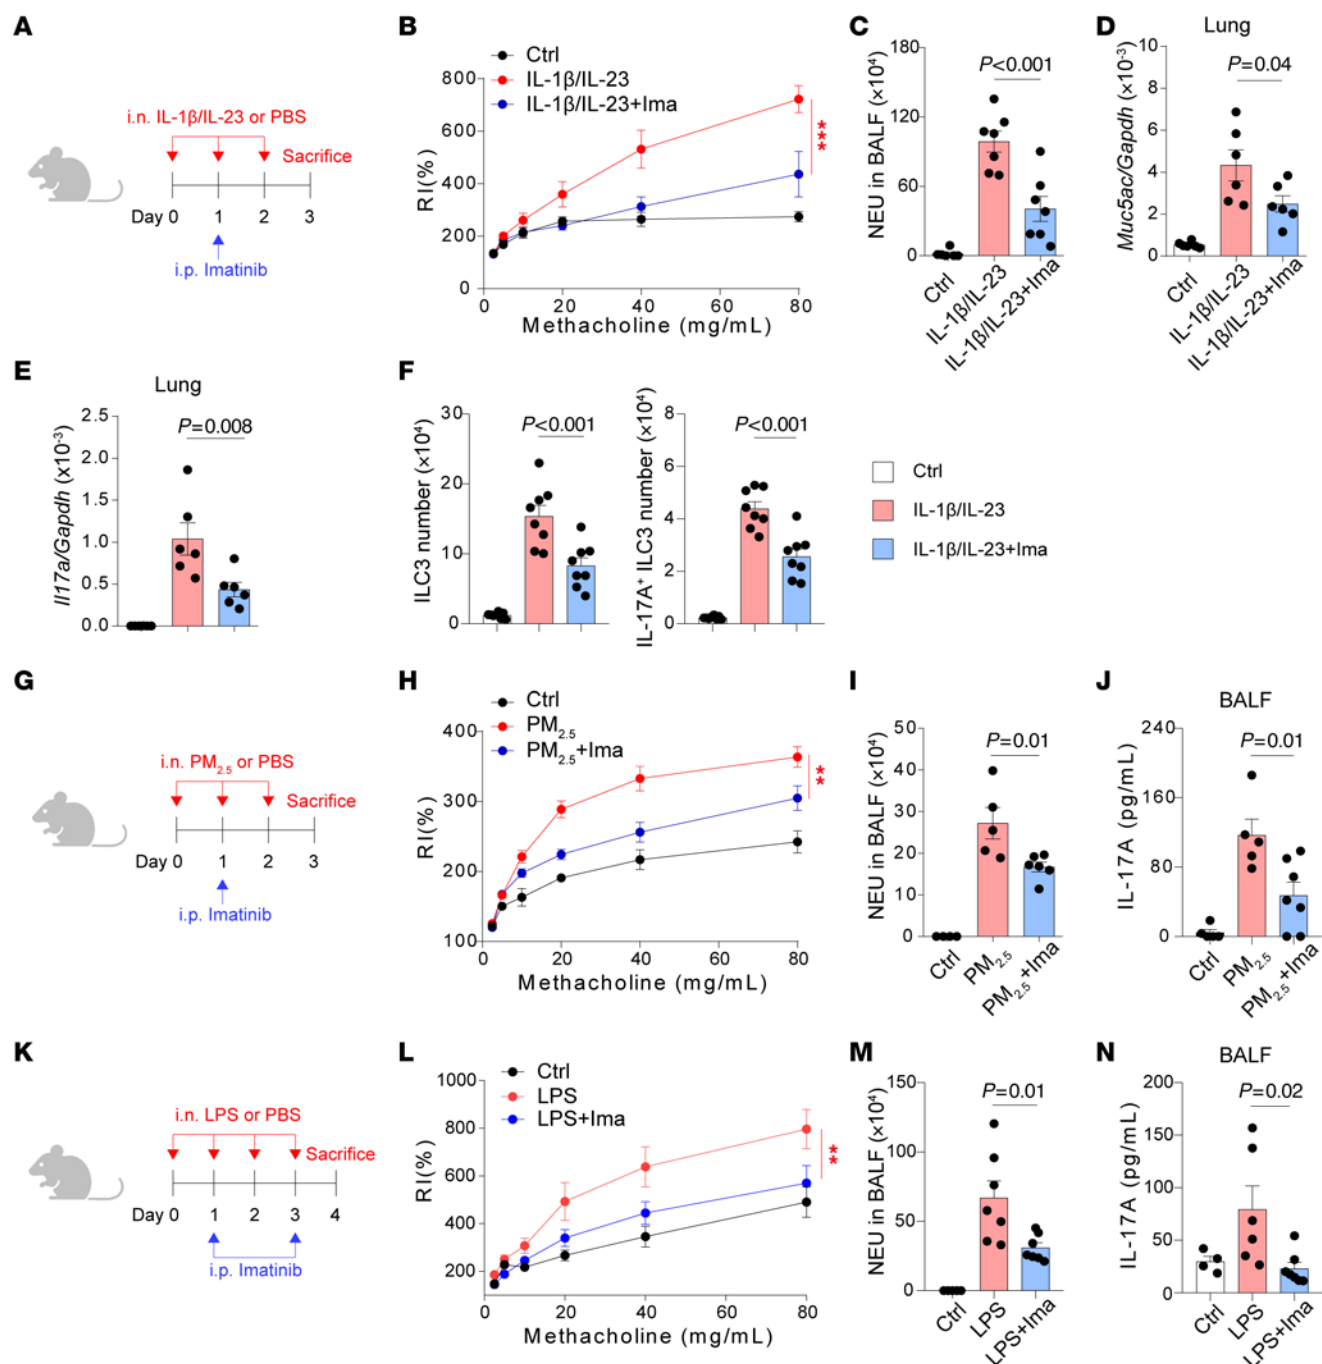 A
i.n. IL-1β/IL-23 or PBS
Sacrifice
Day 0 1 2 3
i.p. Imatinib
B
Ctrl
IL-1β/IL-23
IL-1β/IL-23+Ima
RI(%)
800
600
400
200
0
***
0 20 40 60 80
Methacholine (mg/mL)
C
NEU in BALF (×10⁴)
180
120
60
0
P<0.001
Ctrl
IL-1β/IL-23
IL-1β/IL-23+Ima
D
Lung
Muc5ac/Gapdh (×10⁻³)
10
8
6
4
2
0
P=0.04
Ctrl
IL-1β/IL-23
IL-1β/IL-23+Ima
E
Lung
Il17a/Gapdh (x10⁻³)
2.5
2.0
1.5
1.0
0.5
0.0
P=0.008
F
ILC3 number (×10⁴)
30
20
10
0
P<0.001
IL-17A⁺ ILC3 number (×10⁴)
8
6
4
2
0
P<0.001
Ctrl
IL-1β/IL-23
IL-1β/IL-23+Ima
G
i.n. PM₂.₅ or PBS
Sacrifice
Day 0 1 2 3
i.p. Imatinib
H
Ctrl
PM₂.₅
PM₂.₅+Ima
RI(%)
400
300
200
100
**
0 20 40 60 80
Methacholine (mg/mL)
I
NEU in BALF (×10⁴)
50
40
30
20
10
0
P=0.01
Ctrl
PM₂.₅
PM₂.₅+Ima
J
BALF
IL-17A (pg/mL)
240
160
80
0
P=0.01
Ctrl
PM₂.₅
PM₂.₅+Ima
K
i.n. LPS or PBS
Sacrifice
Day 0 1 2 3 4
i.p. Imatinib
L
Ctrl
LPS
LPS+Ima
RI(%)
1000
800
600
400
200
**
0 20 40 60 80
Methacholine (mg/mL)
M
NEU in BALF (×10⁴)
150
100
50
0
P=0.01
Ctrl
LPS
LPS+Ima
N
BALF
IL-17A (pg/mL)
200
150
100
50
0
P=0.02
Ctrl
LPS
LPS+Ima